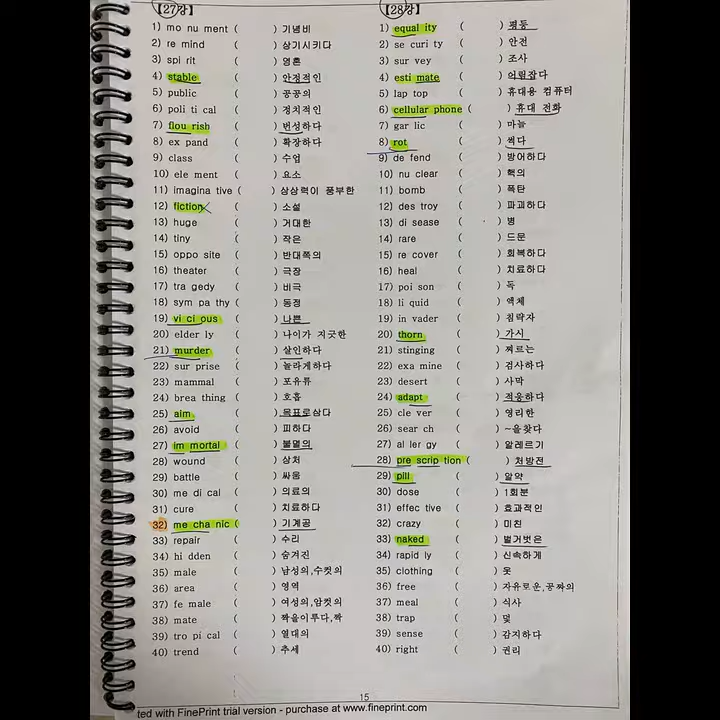 【27강】
1) mo nu ment ( ) 기념비
2) re mind ( ) 상기시키다
3) spi rit ( ) 영혼
4) stable ( ) 안정적인
5) public ( ) 공공의
6) poli ti cal ( ) 정치적인
7) flou rish ( ) 번성하다
8) ex pand ( ) 확장하다
9) class ( ) 수업
10) ele ment ( ) 요소
11) imagina tive ( ) 상상력이 풍부한
12) fiction ( ) 소설
13) huge ( ) 거대한
14) tiny ( ) 작은
15) oppo site ( ) 반대쪽의
16) theater ( ) 극장
17) tra gedy ( ) 비극
18) sym pa thy ( ) 동정
19) vi ci ous ( ) 나쁜
20) elder ly ( ) 나이가 지긋한
21) murder ( ) 살인하다
22) sur prise ( ) 놀라게하다
23) mammal ( ) 포유류
24) brea thing ( ) 호흡
25) aim ( ) 목표로삼다
26) avoid ( ) 피하다
27) im mortal ( ) 불멸의
28) wound ( ) 상처
29) battle ( ) 싸움
30) me di cal ( ) 의료의
31) cure ( ) 치료하다
32) me cha nic ( ) 기계공
33) repair ( ) 수리
34) hi dden ( ) 숨겨진
35) male ( ) 남성의,수컷의
36) area ( ) 영역
37) fe male ( ) 여성의,암컷의
38) mate ( ) 짝을이루다,짝
39) tro pi cal ( ) 열대의
40) trend ( ) 추세
【28강】
1) equal ity ( ) 평등
2) se curi ty ( ) 안전
3) sur vey ( ) 조사
4) esti mate ( ) 어림잡다
5) lap top ( ) 휴대용 컴퓨터
6) cellular phone ( ) 휴대 전화
7) gar lic ( ) 마늘
8) rot ( ) 썩다
9) de fend ( ) 방어하다
10) nu clear ( ) 핵의
11) bomb ( ) 폭탄
12) des troy ( ) 파괴하다
13) di sease ( ) 병
14) rare ( ) 드문
15) re cover ( ) 회복하다
16) heal ( ) 치료하다
17) poi son ( ) 독
18) li quid ( ) 액체
19) in vader ( ) 침략자
20) thorn ( ) 가시
21) stinging ( ) 찌르는
22) exa mine ( ) 검사하다
23) desert ( ) 사막
24) adapt ( ) 적응하다
25) cle ver ( ) 영리한
26) sear ch ( ) ~을찾다
27) al ler gy ( ) 알레르기
28) pre scrip tion ( ) 처방전
29) pill ( ) 알약
30) dose ( ) 1회분
31) effec tive ( ) 효과적인
32) crazy ( ) 미친
33) naked ( ) 벌거벗은
34) rapid ly ( ) 신속하게
35) clothing ( ) 옷
36) free ( ) 자유로운,공짜의
37) meal ( ) 식사
38) trap ( ) 덫
39) sense ( ) 감지하다
40) right ( ) 권리
15
ted with FinePrint trial version - purchase at www.fineprint.com